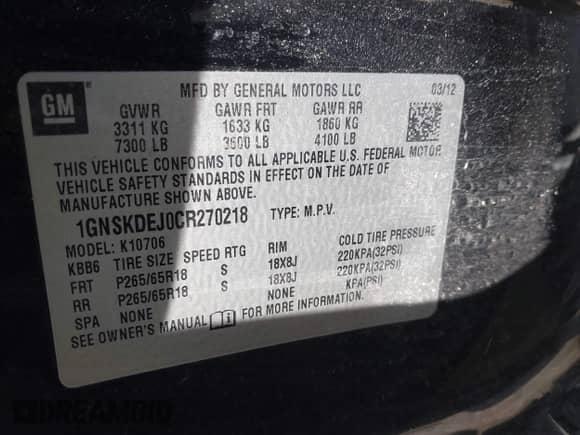 GM
MFD BY GENERAL MOTORS LLC 03/12
GVWR GAWR FRT GAWR RR
3311 KG 1633 KG 1860 KG
7300 LB 3600 LB 4100 LB
THIS VEHICLE CONFORMS TO ALL APPLICABLE U.S. FEDERAL MOTOR
VEHICLE SAFETY STANDARDS IN EFFECT ON THE DATE OF
MANUFACTURE SHOWN ABOVE.
1GNSKDEJ0CR270218 TYPE: M.P.V.
MODEL: K10706
KBB6 TIRE SIZE SPEED RTG RIM COLD TIRE PRESSURE
FRT P265/65R18 S 18X8J 220KPA(32PSI)
RR P265/65R18 S 18X8J 220KPA(32PSI)
SPA NONE NONE KPA(PSI)
SEE OWNER'S MANUAL FOR MORE INFORMATION.
DREAMBID